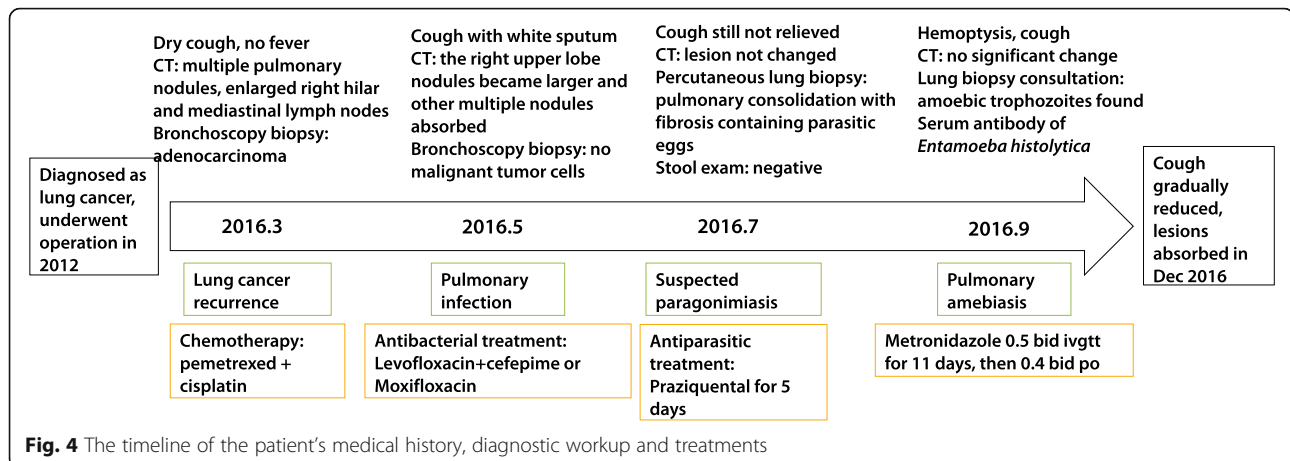 Dry cough, no fever
CT: multiple pulmonary
nodules, enlarged right hilar
and mediastinal lymph nodes
Bronchoscopy biopsy:
adenocarcinoma
Cough with white sputum
CT: the right upper lobe
nodules became larger and
other multiple nodules
absorbed
Bronchoscopy biopsy: no
malignant tumor cells
Cough still not relieved
CT: lesion not changed
Percutaneous lung biopsy:
pulmonary consolidation with
fibrosis containing parasitic
eggs
Stool exam: negative
Hemoptysis, cough
CT: no significant change
Lung biopsy consultation:
amoebic trophozoites found
Serum antibody of
Entamoeba histolytica
Diagnosed as
lung cancer,
underwent
operation in
2012
2016.3
2016.5
2016.7
2016.9
Cough
gradually
reduced,
lesions
absorbed in
Dec 2016
Lung cancer
recurrence
Pulmonary
infection
Suspected
paragonimiasis
Pulmonary
amebiasis
Chemotherapy:
pemetrexed +
cisplatin
Antibacterial treatment:
Levofloxacin+cefepime or
Moxifloxacin
Antiparasitic
treatment:
Praziquental for 5
days
Metronidazole 0.5 bid ivgtt
for 11 days, then 0.4 bid po
Fig. 4 The timeline of the patient's medical history, diagnostic workup and treatments